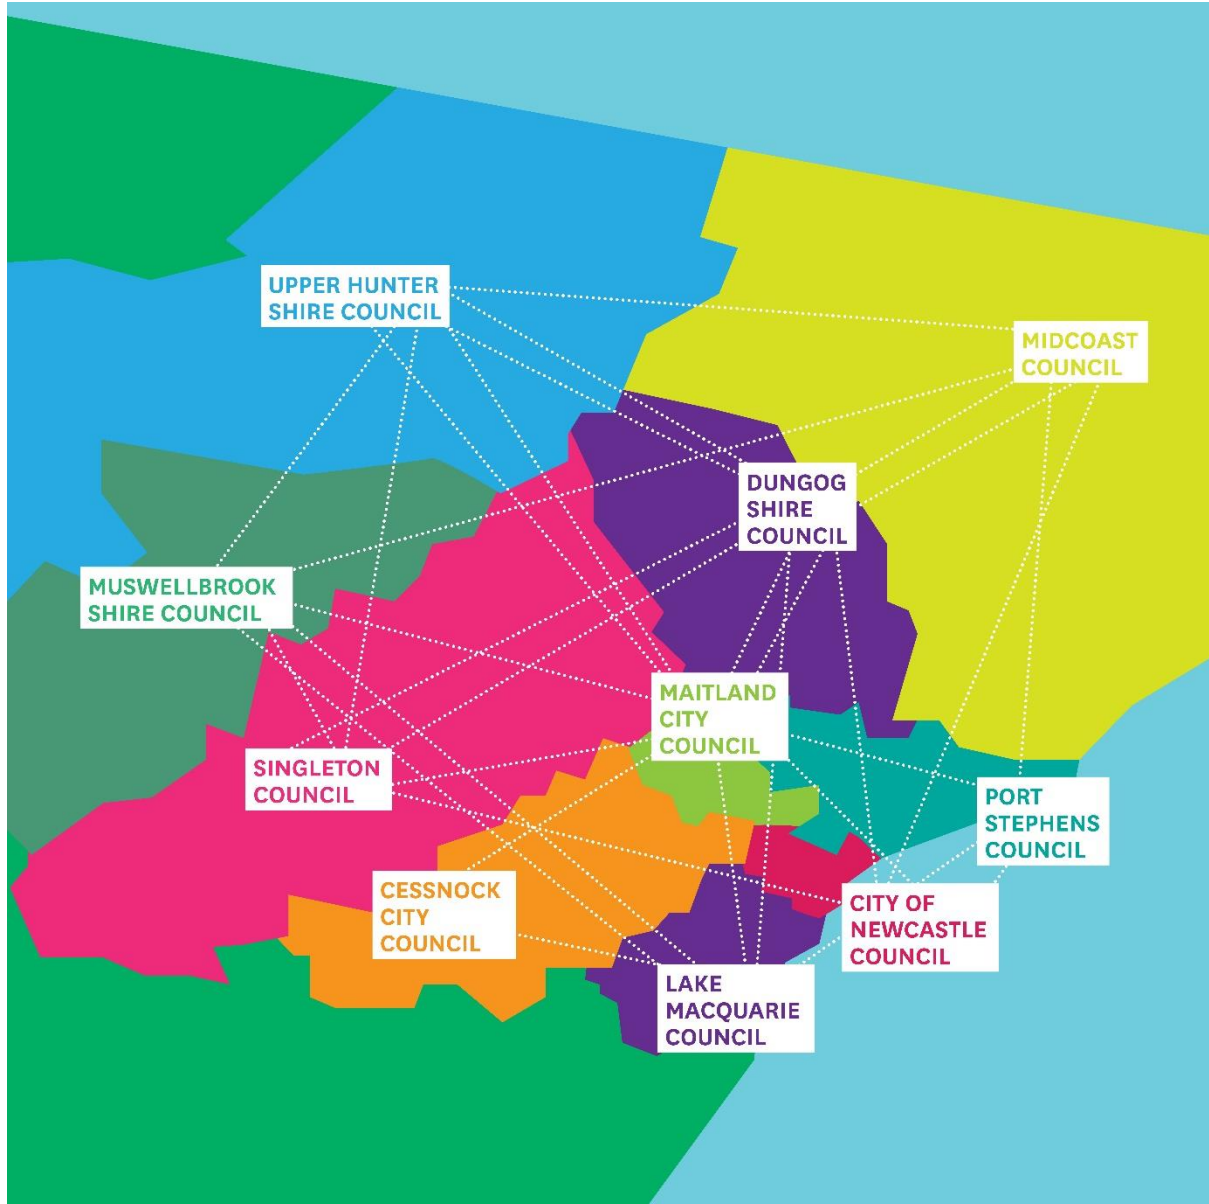 UPPER HUNTER
SHIRE COUNCIL
MIDCOAST
COUNCIL
DUNGOG
SHIRE
COUNCIL
MUSWELLBROOK
SHIRE COUNCIL
MAITLAND
CITY
COUNCIL
SINGLETON
COUNCIL
PORT
STEPHENS
COUNCIL
CESSNOCK
CITY
COUNCIL
CITY OF
NEWCASTLE
COUNCIL
LAKE
MACQUARIE
COUNCIL